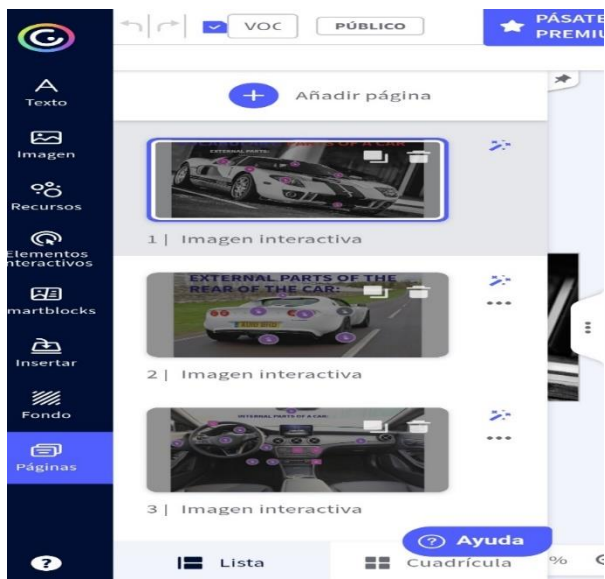 VOC
PÚBLICO
PÁSATE
PREMIU
Texto
Imagen
Recursos
Elementos
nteractivos
martblocks
Insertar
Fondo
Páginas
?
Añadir página
PARTS OF A CAR
EXTERNAL PARTS:
1 | Imagen interactiva
EXTERNAL PARTS OF THE
REAR OF THE CAR:
2 | Imagen interactiva
INTERNAL PARTS OF A CAR:
3 | Imagen interactiva
? Ayuda
Lista
Cuadrícula
%